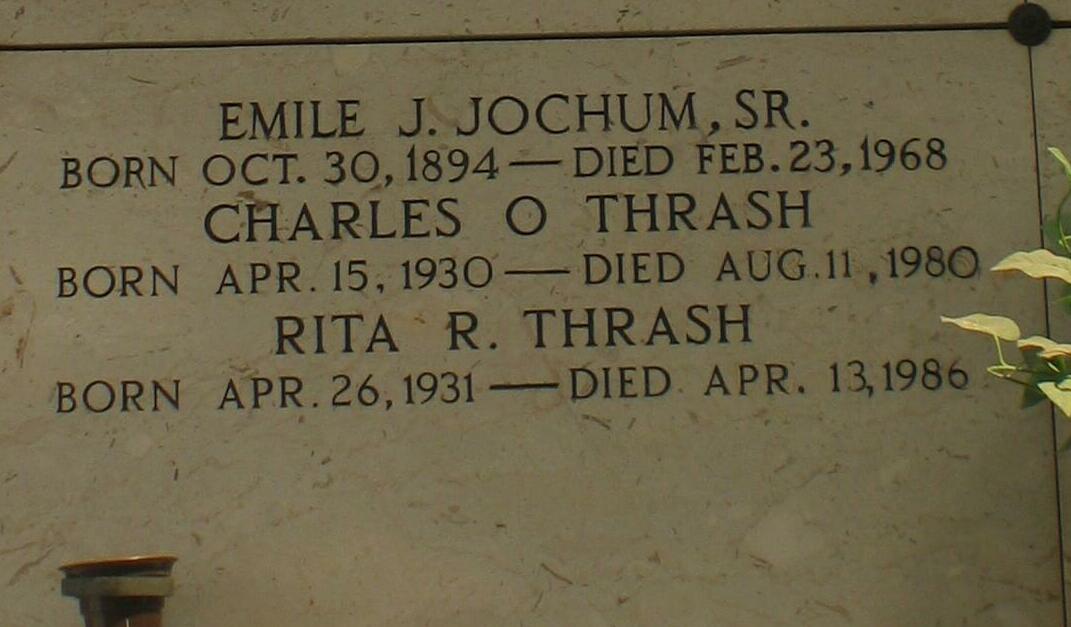 EMILE J. JOCHUM, SR.
BORN OCT. 30, 1894 — DIED FEB. 23, 1968
CHARLES O THRASH
BORN APR. 15, 1930 — DIED AUG. 11, 1980
RITA R. THRASH
BORN APR. 26, 1931 — DIED APR. 13, 1986